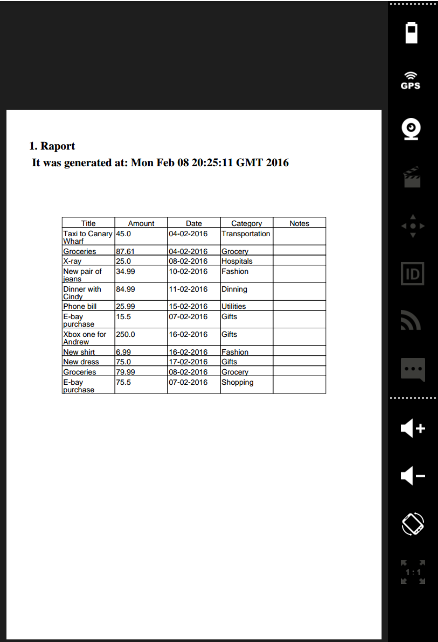 1. Raport
It was generated at: Mon Feb 08 20:25:11 GMT 2016
Title Amount Date Category Notes
Taxi to Canary Wharf 45.0 04-02-2016 Transportation
Groceries 87.61 04-02-2016 Grocery
X-ray 25.0 08-02-2016 Hospitals
New pair of jeans 34.99 10-02-2016 Fashion
Dinner with Cindy 84.99 11-02-2016 Dinning
Phone bill 25.99 15-02-2016 Utilities
E-bay purchase 15.5 07-02-2016 Gifts
Xbox one for Andrew 250.0 16-02-2016 Gifts
New shirt 6.99 16-02-2016 Fashion
New dress 75.0 17-02-2016 Gifts
Groceries 79.99 08-02-2016 Grocery
E-bay purchase 75.5 07-02-2016 Shopping
GPS
ID
1:1